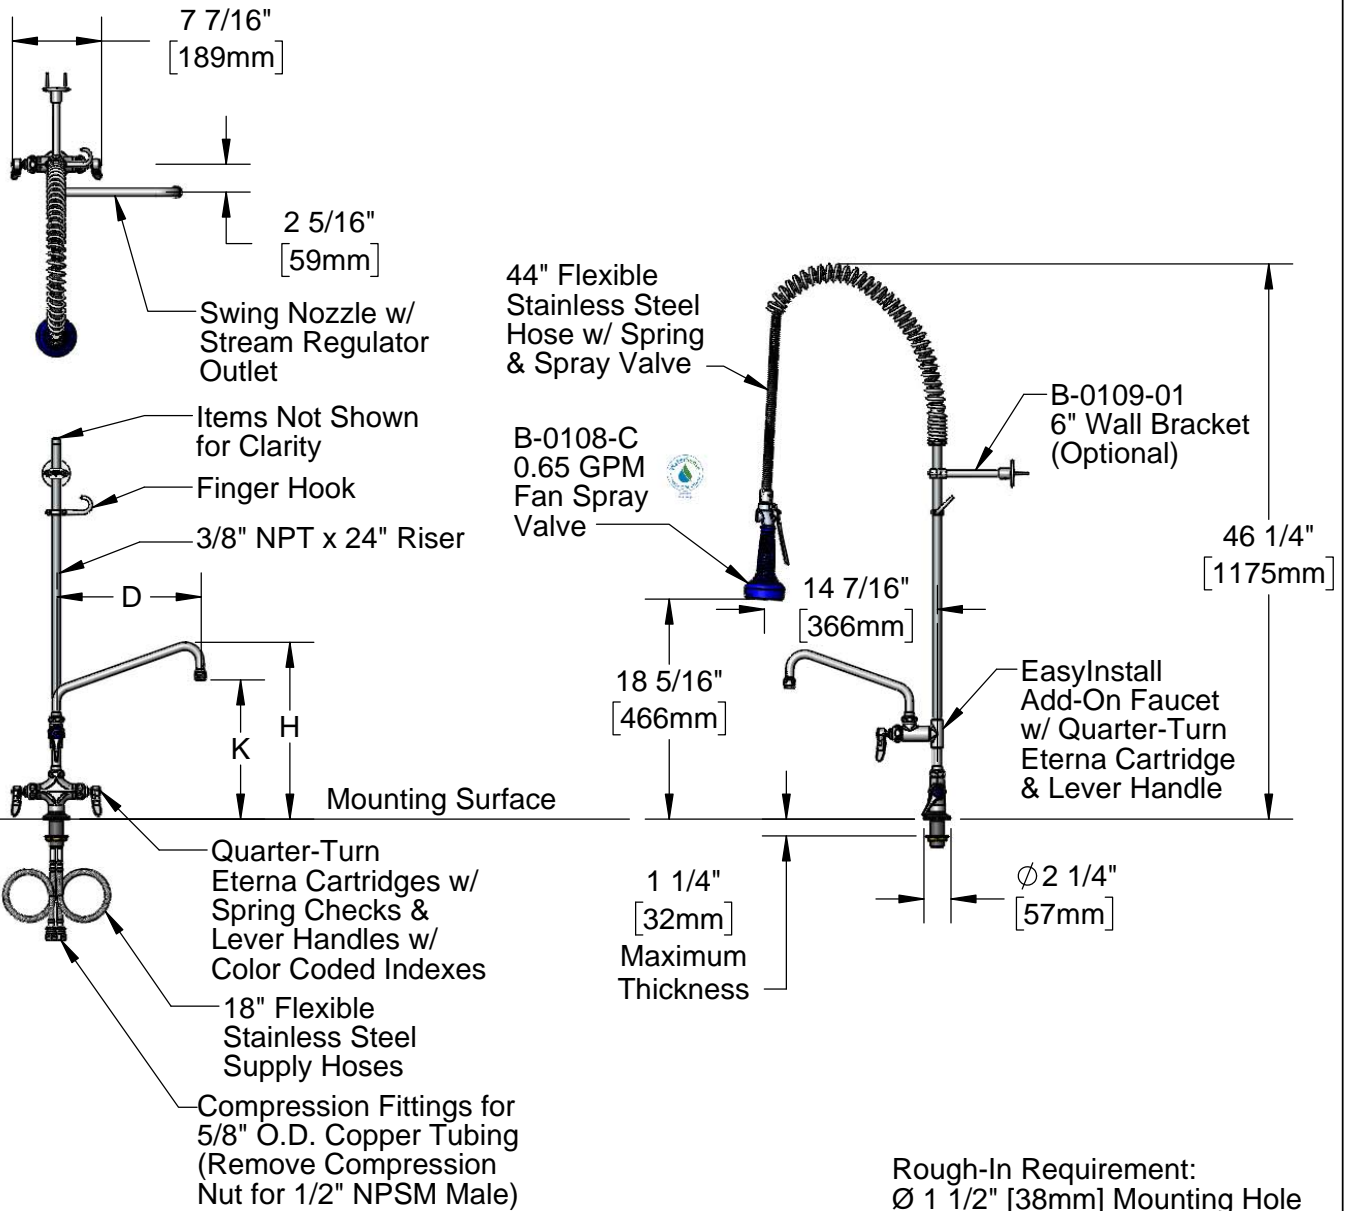 7 7/16"
[189mm]
2 5/16"
[59mm]
Swing Nozzle w/
Stream Regulator
Outlet
Items Not Shown
for Clarity
Finger Hook
3/8" NPT x 24" Riser
D
H
K
Mounting Surface
Quarter-Turn
Eterna Cartridges w/
Spring Checks &
Lever Handles w/
Color Coded Indexes
18" Flexible
Stainless Steel
Supply Hoses
Compression Fittings for
5/8" O.D. Copper Tubing
(Remove Compression
Nut for 1/2" NPSM Male)
44" Flexible
Stainless Steel
Hose w/ Spring
& Spray Valve
B-0108-C
0.65 GPM
Fan Spray
Valve
B-0109-01
6" Wall Bracket
(Optional)
46 1/4"
[1175mm]
14 7/16"
[366mm]
18 5/16"
[466mm]
EasyInstall
Add-On Faucet
w/ Quarter-Turn
Eterna Cartridge
& Lever Handle
1 1/4"
[32mm]
Maximum
Thickness
∅2 1/4"
[57mm]
Rough-In Requirement:
Ø 1 1/2" [38mm] Mounting Hole